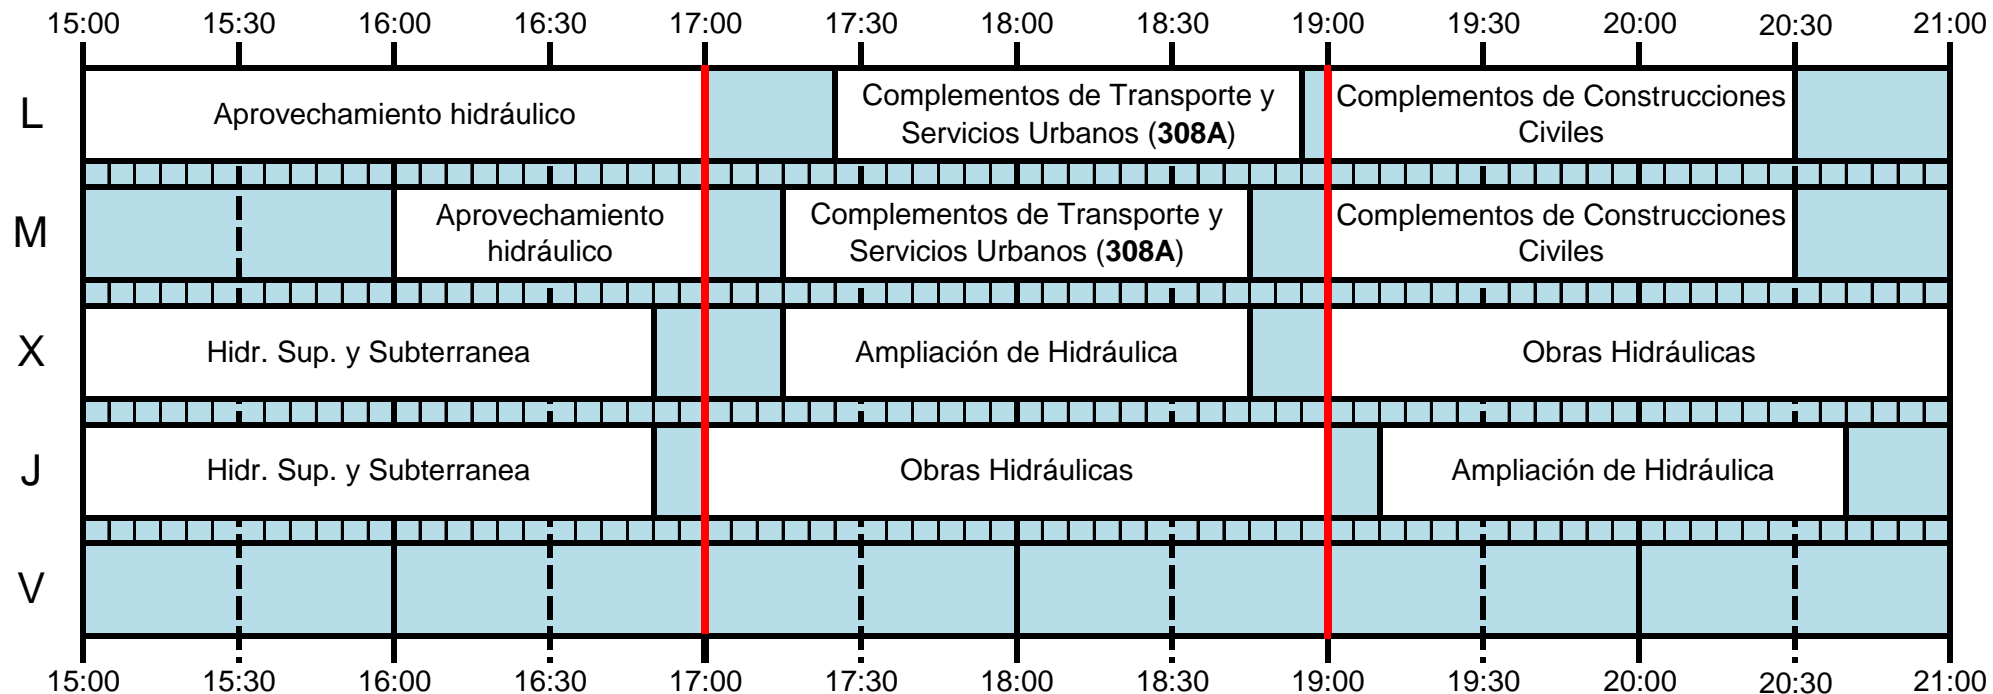 15:00 15:30 16:00 16:30 17:00 17:30 18:00 18:30 19:00 19:30 20:00 20:30 21:00
L
Aprovechamiento hidráulico
Complementos de Transporte y
Servicios Urbanos (308A)
Complementos de Construcciones
Civiles
M
Aprovechamiento
hidráulico
Complementos de Transporte y
Servicios Urbanos (308A)
Complementos de Construcciones
Civiles
X
Hidr. Sup. y Subterranea
Ampliación de Hidráulica
Obras Hidráulicas
J
Hidr. Sup. y Subterranea
Obras Hidráulicas
Ampliación de Hidráulica
V
15:00 15:30 16:00 16:30 17:00 17:30 18:00 18:30 19:00 19:30 20:00 20:30 21:00